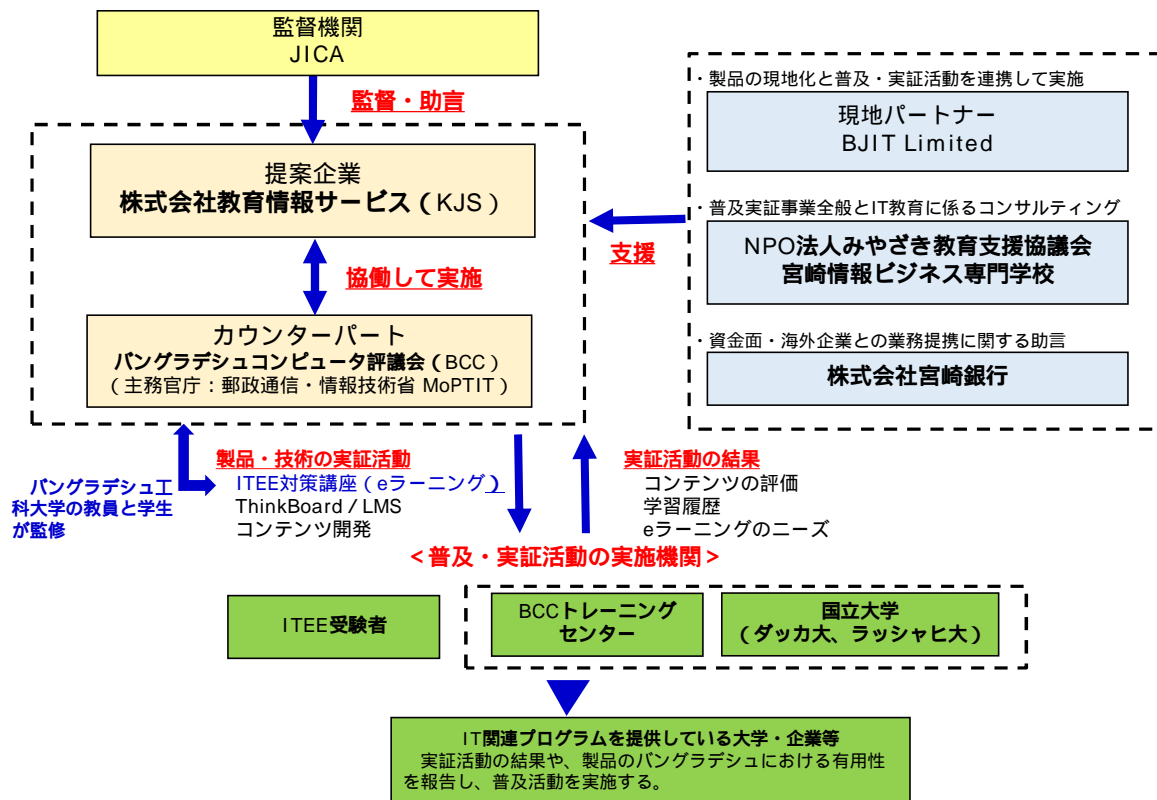 監督機関
JICA
監督・助言
提案企業
株式会社教育情報サービス（KJS）
協働して実施
カウンターパート
バングラデシュコンピュータ評議会（BCC）
（主務官庁：郵政通信・情報技術省 MoPTIT）
支援
・製品の現地化と普及・実証活動を連携して実施
現地パートナー
BJIT Limited
・普及実証事業全般とIT教育に係るコンサルティング
NPO法人みやざき教育支援協議会
宮崎情報ビジネス専門学校
・資金面・海外企業との業務提携に関する助言
株式会社宮崎銀行
バングラデシュ工
科大学の教員と学生
が監修
製品・技術の実証活動
ITEE対策講座（eラーニング）
ThinkBoard / LMS
コンテンツ開発
実証活動の結果
コンテンツの評価
学習履歴
eラーニングのニーズ
＜普及・実証活動の実施機関＞
ITEE受験者
BCCトレーニング
センター
国立大学
（ダッカ大、ラッシャヒ大）
IT関連プログラムを提供している大学・企業等
実証活動の結果や、製品のバングラデシュにおける有用性
を報告し、普及活動を実施する。